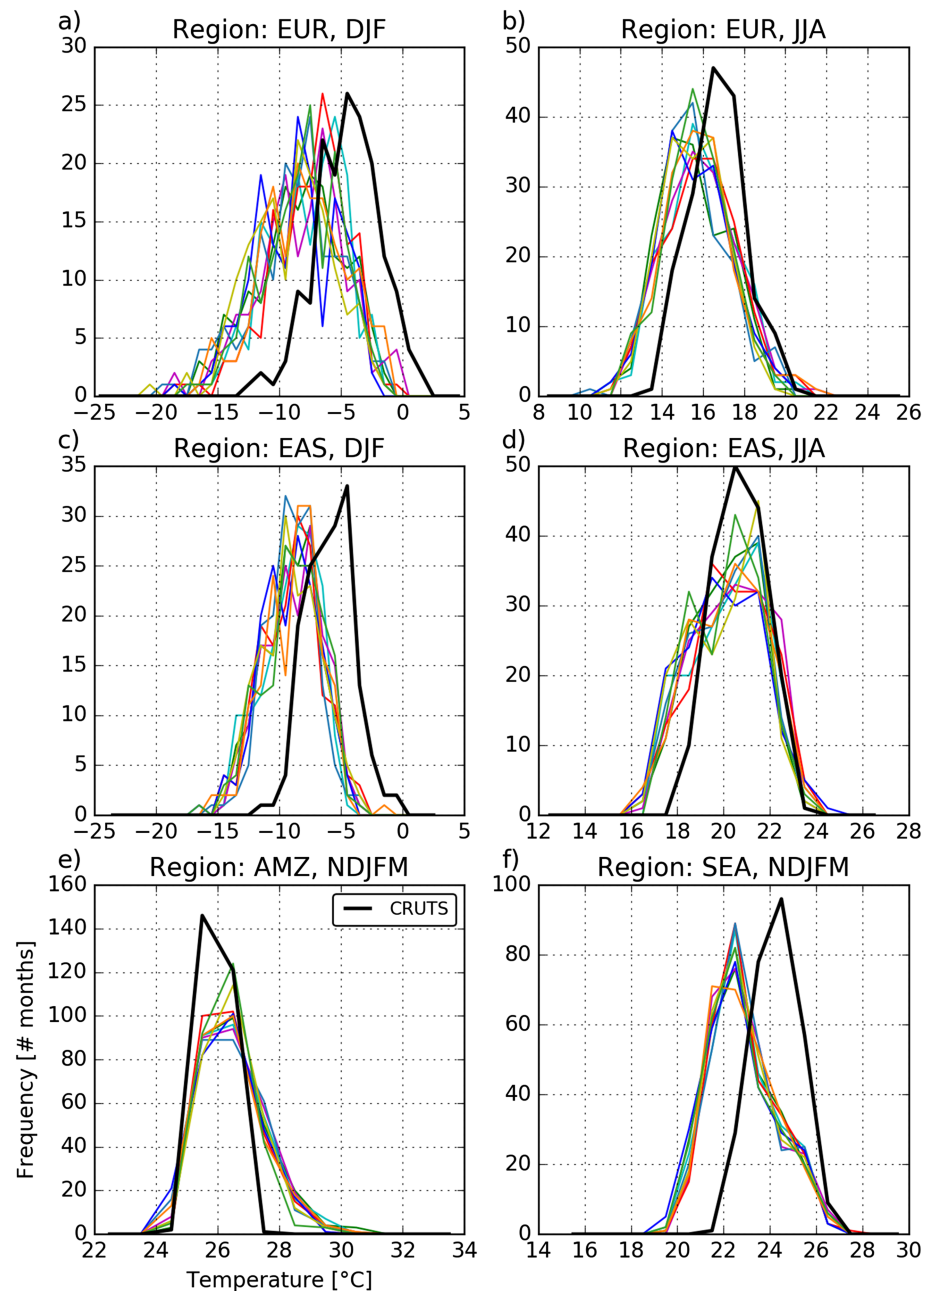 a) Region: EUR, DJF
30
25
20
15
10
5
0
−25 −20 −15 −10 −5 0 5
b) Region: EUR, JJA
50
40
30
20
10
0
8 10 12 14 16 18 20 22 24 26
c) Region: EAS, DJF
35
30
25
20
15
10
5
0
−25 −20 −15 −10 −5 0 5
d) Region: EAS, JJA
50
40
30
20
10
0
12 14 16 18 20 22 24 26 28
e) Region: AMZ, NDJFM
CRUTS
160
140
120
100
80
60
40
20
0
22 24 26 28 30 32 34
Frequency [# months]
Temperature [°C]
f) Region: SEA, NDJFM
100
80
60
40
20
0
14 16 18 20 22 24 26 28 30